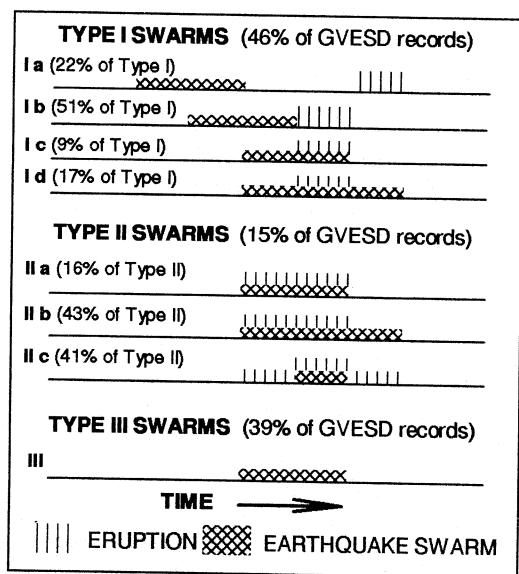 TYPE I SWARMS (46% of GVESD records)
I a (22% of Type I)
I b (51% of Type I)
I c (9% of Type I)
I d (17% of Type I)
TYPE II SWARMS (15% of GVESD records)
II a (16% of Type II)
II b (43% of Type II)
II c (41% of Type II)
TYPE III SWARMS (39% of GVESD records)
III
TIME
ERUPTION EARTHQUAKE SWARM